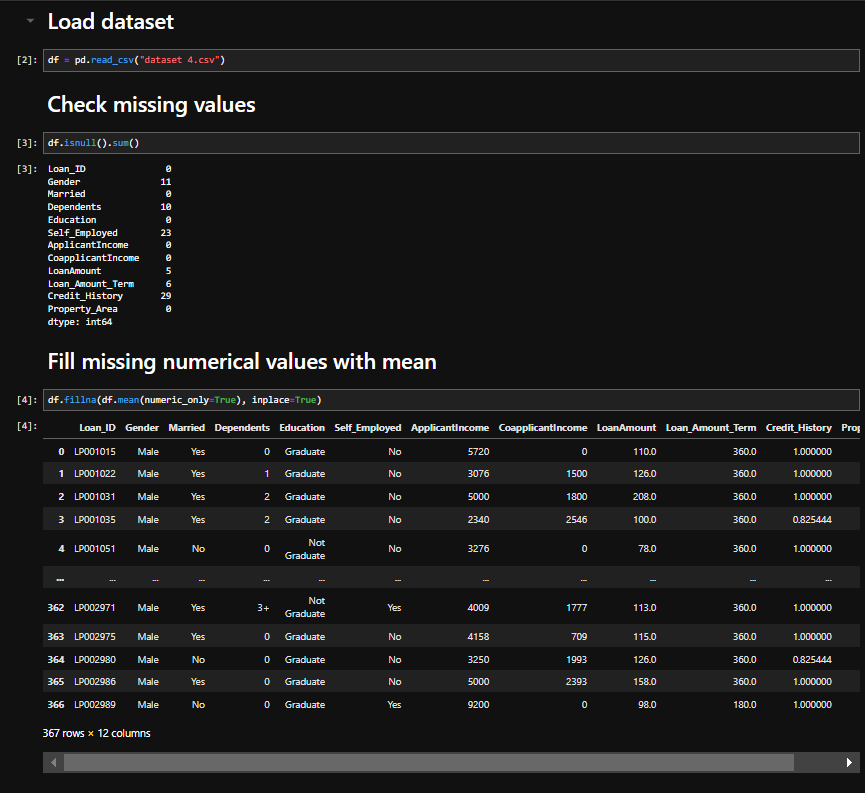 Load dataset
[2]: df = pd.read_csv("dataset 4.csv")
Check missing values
[3]: df.isnull().sum()
[3]: Loan_ID 0
Gender 11
Married 0
Dependents 10
Education 0
Self_Employed 23
ApplicantIncome 0
CoapplicantIncome 0
LoanAmount 5
Loan_Amount_Term 6
Credit_History 29
Property_Area 0
dtype: int64
Fill missing numerical values with mean
[4]: df.fillna(df.mean(numeric_only=True), inplace=True)
[4]: Loan_ID Gender Married Dependents Education Self_Employed ApplicantIncome CoapplicantIncome LoanAmount Loan_Amount_Term Credit_History Prop
0 LP001015 Male Yes 0 Graduate No 5720 0 110.0 360.0 1.000000
1 LP001022 Male Yes 1 Graduate No 3076 1500 126.0 360.0 1.000000
2 LP001031 Male Yes 2 Graduate No 5000 1800 208.0 360.0 1.000000
3 LP001035 Male Yes 2 Graduate No 2340 2546 100.0 360.0 0.825444
4 LP001051 Male No 0 Not Graduate No 3276 0 78.0 360.0 1.000000
... ... ... ... ... ... ... ... ... ... ... ...
362 LP002971 Male Yes 3+ Not Graduate Yes 4009 1777 113.0 360.0 1.000000
363 LP002975 Male Yes 0 Graduate No 4158 709 115.0 360.0 1.000000
364 LP002980 Male No 0 Graduate No 3250 1993 126.0 360.0 0.825444
365 LP002986 Male Yes 0 Graduate No 5000 2393 158.0 360.0 1.000000
366 LP002989 Male No 0 Graduate Yes 9200 0 98.0 180.0 1.000000
367 rows × 12 columns